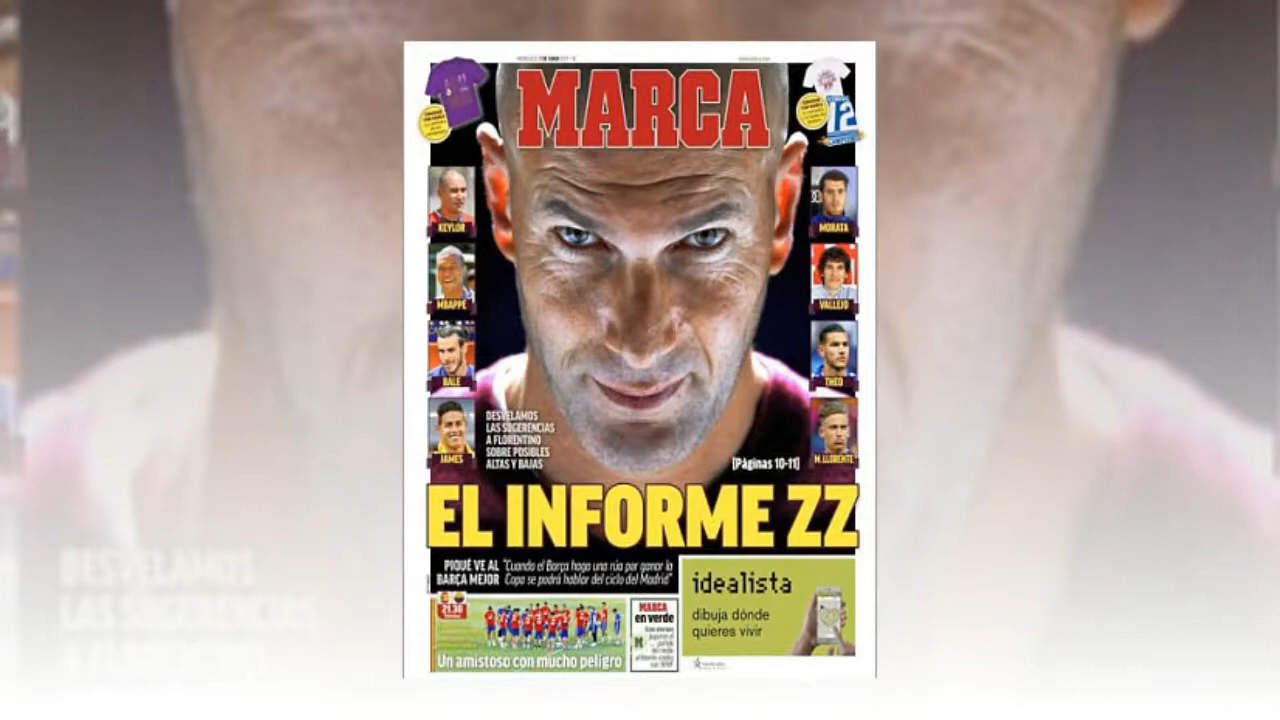 MARCA
12
KEYLOR
MBAPPÉ
BALE
JAMES
MORATA
VALLEJO
THEO
M.LLORENTE
DESVELAMOS
LAS SUGERENCIAS
A FLORENTINO
SOBRE POSIBLES
ALTAS Y BAJAS
[Páginas 10-11]
EL INFORME ZZ
PIQUÉ VE AL
BARÇA MEJOR
"Cuando el Barça haga una rúa por ganar la
Copa se podrá hablar del ciclo del Madrid"
21.30
Un amistoso con mucho peligro
MARCA
en verde
idealista
dibuja dónde
quieres vivir
DESVELAMOS
LAS SUGERENCIAS